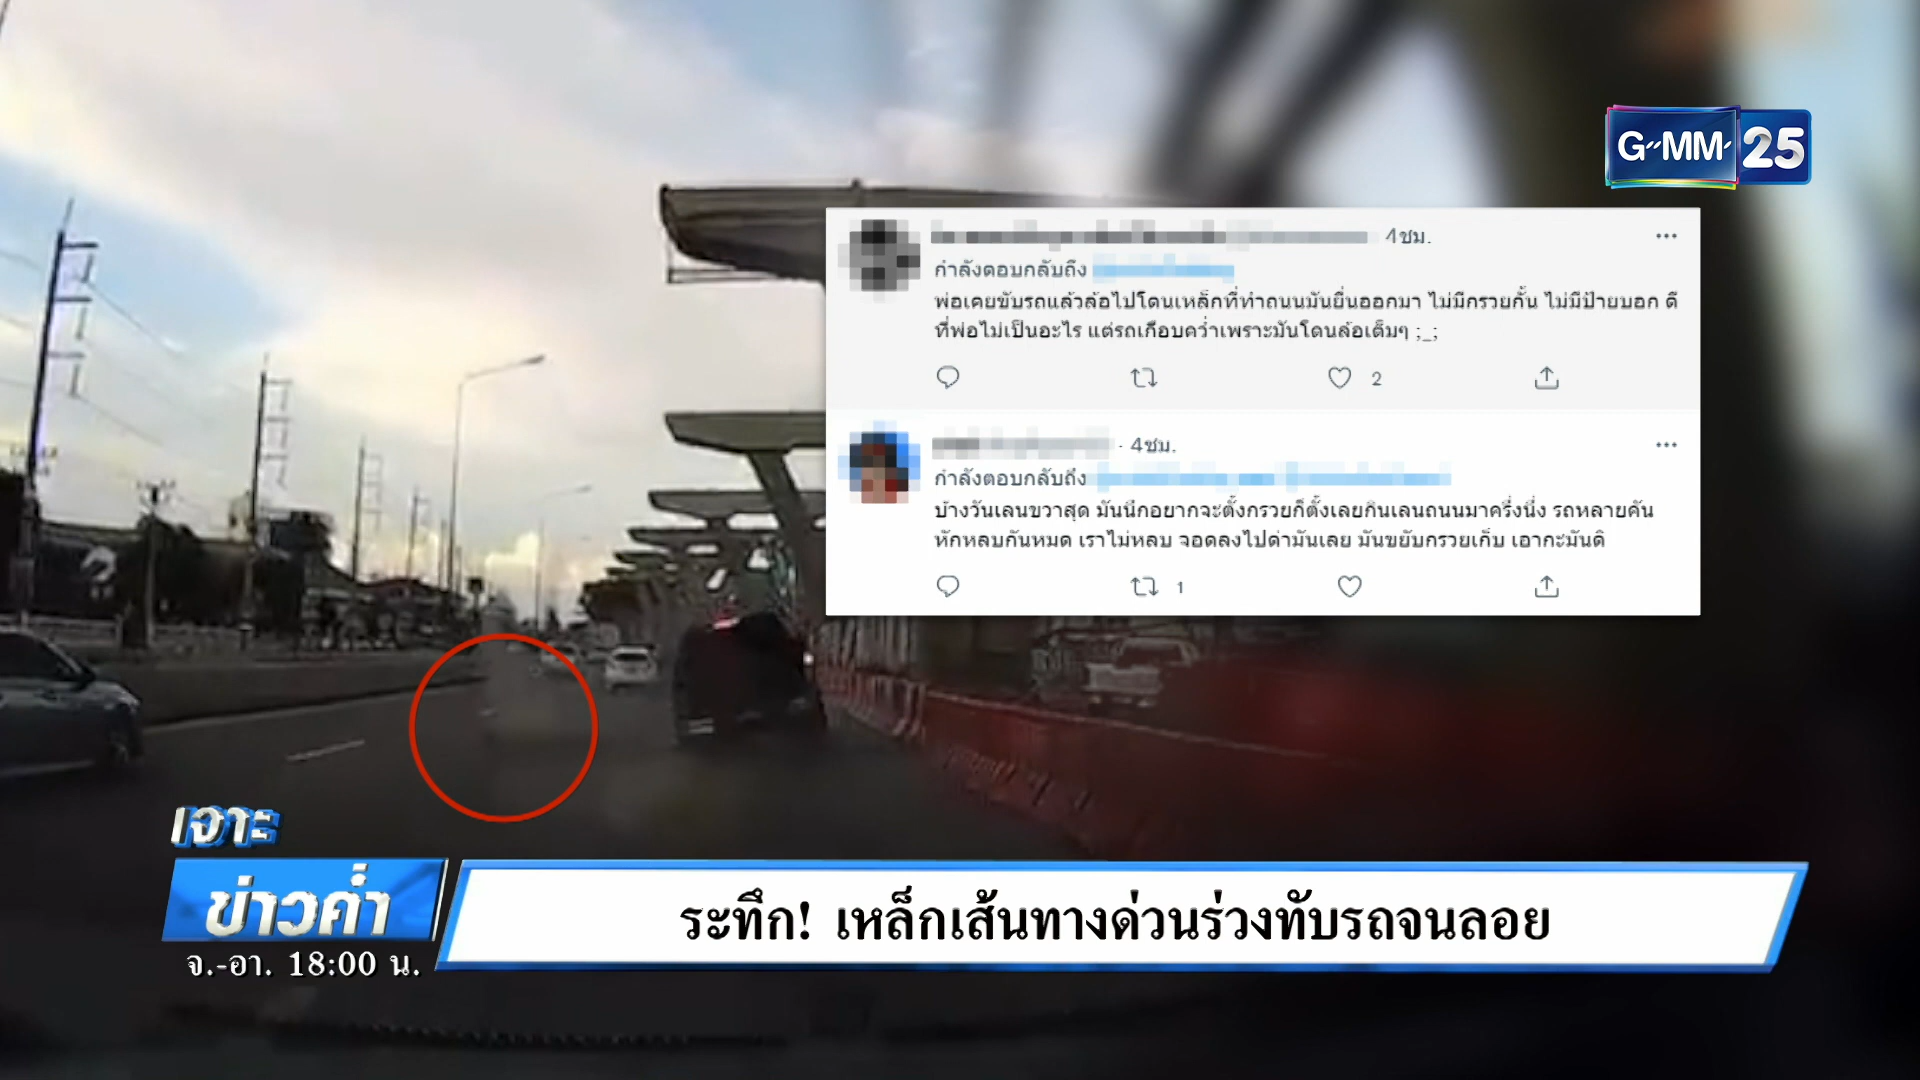 G-MM 25
4ชม.
กำลังตอบกลับถึง
พ่อเคยขับรถแล้วล้อไปโดนเหล็กที่ทำถนนมันยื่นออกมา ไม่มีกรวยกั้น ไม่มีป้ายบอก ดี
ที่พ่อไม่เป็นอะไร แต่รถเกือบคว่ำเพราะมันโดนล้อเต็มๆ ;_;
2
· 4ชม.
กำลังตอบกลับถึง
บ้างวันเลนขวาสุด มันนึกอยากจะตั้งกรวยก็ตั้งเลยกินเลนถนนมาครึ่งนึ่ง รถหลายคัน
หักหลบกันหมด เราไม่หลบ จอดลงไปด่ามันเลย มันขยับกรวยเก็บ เอากะมันดิ
1
เจาะ
ข่าวค่ำ
จ.-อา. 18:00 น.
ระทึก! เหล็กเส้นทางด่วนร่วงทับรถจนลอย